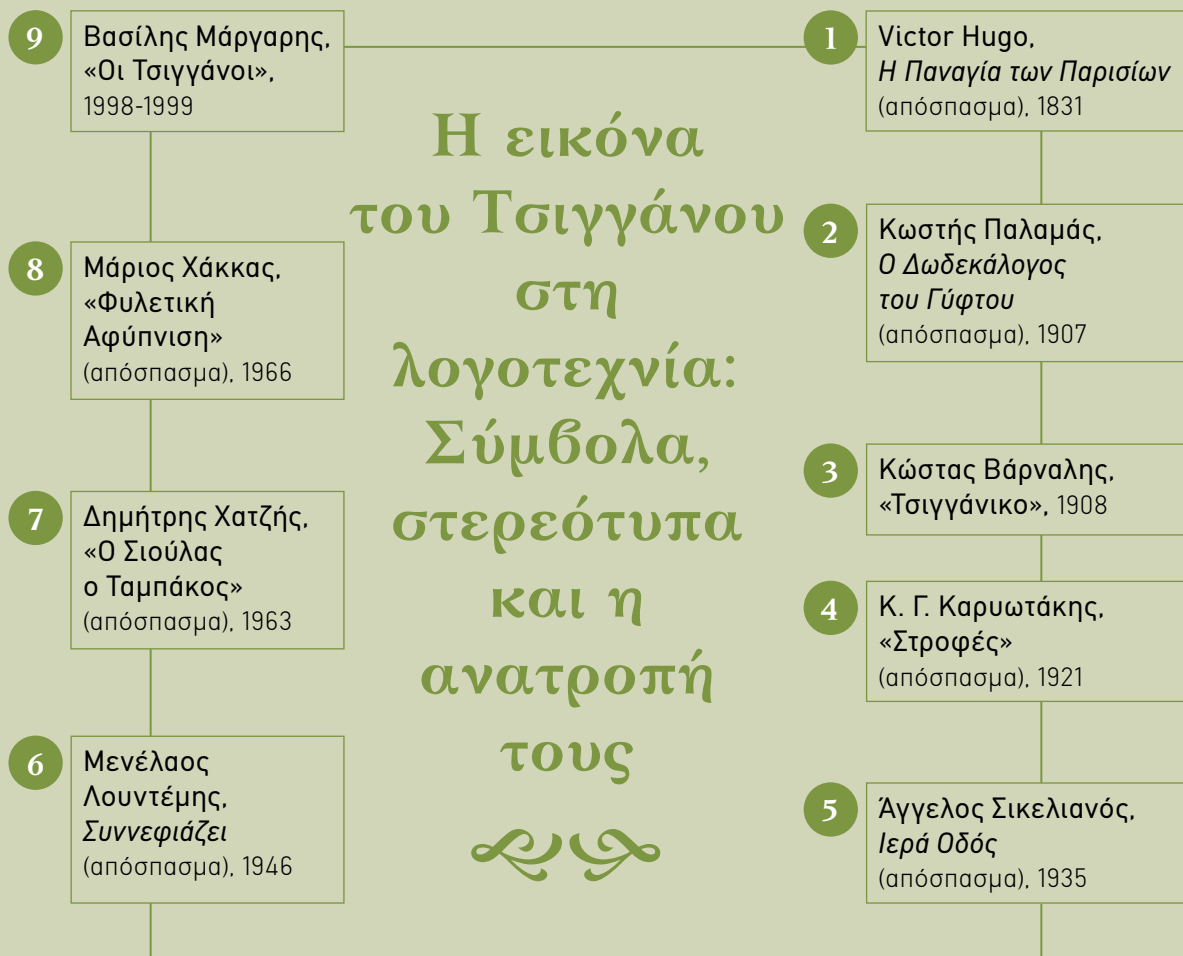 Η εικόνα
του Τσιγγάνου
στη
λογοτεχνία:
Σύμβολα,
στερεότυπα
και η
ανατροπή
τους
1
Victor Hugo,
Η Παναγία των Παρισίων
(απόσπασμα), 1831
2
Κωστής Παλαμάς,
Ο Δωδεκάλογος
του Γύφτου
(απόσπασμα), 1907
3
Κώστας Βάρναλης,
«Τσιγγάνικο», 1908
4
Κ. Γ. Καρυωτάκης,
«Στροφές»
(απόσπασμα), 1921
5
Άγγελος Σικελιανός,
Ιερά Οδός
(απόσπασμα), 1935
6
Μενέλαος
Λουντέμης,
Συννεφιάζει
(απόσπασμα), 1946
7
Δημήτρης Χατζής,
«Ο Σιούλας
ο Ταμπάκος»
(απόσπασμα), 1963
8
Μάριος Χάκκας,
«Φυλετική
Αφύπνιση»
(απόσπασμα), 1966
9
Βασίλης Μάργαρης,
«Οι Τσιγγάνοι»,
1998-1999